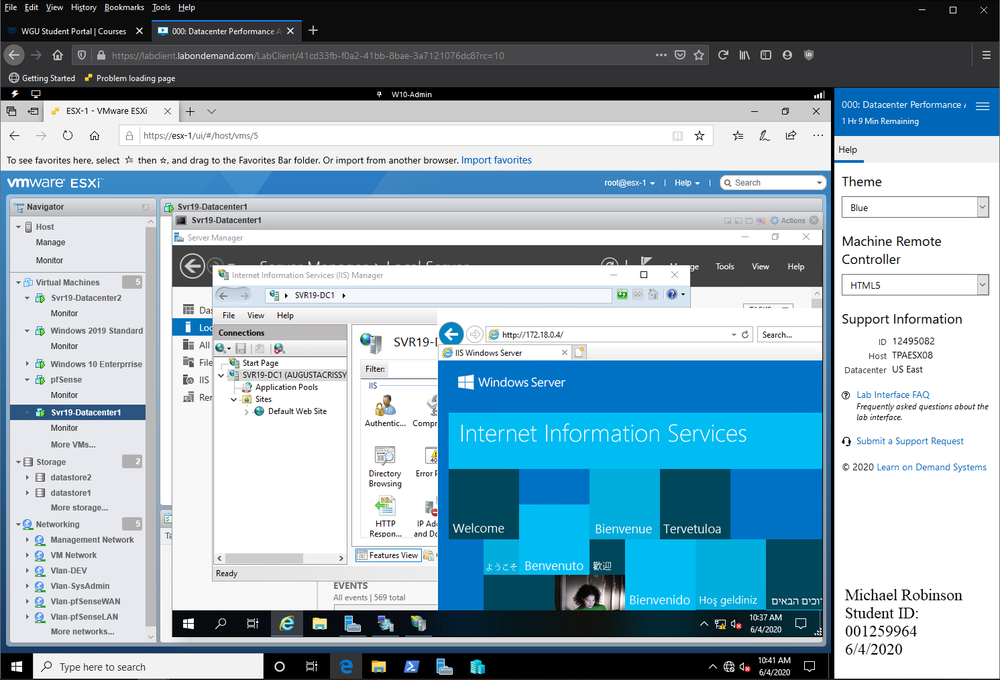 File Edit View History Bookmarks Tools Help
WGU Student Portal | Courses
000: Datacenter Performance A
https://labclient.labondemand.com/LabClient/41cd33fb-f0a2-41bb-8bae-3a7121076dc8?rc=10
Getting Started
Problem loading page
W10-Admin
ESX-1 - VMware ESXi
https://esx-1/ui/#/host/vms/5
To see favorites here, select then ☆, and drag to the Favorites Bar folder. Or import from another browser. Import favorites
vmware ESXi
root@esx-1 | Help | Search
Navigator
Host
Manage
Monitor
Virtual Machines 5
Svr19-Datacenter2
Monitor
Windows 2019 Standard
Monitor
Windows 10 Enterprrise
pfSense
Monitor
Svr19-Datacenter1
Monitor
More VMs...
Storage 2
datastore2
datastore1
More storage...
Networking 5
Management Network
VM Network
Vlan-DEV
Vlan-SysAdmin
Vlan-pfSenseWAN
Vlan-pfSenseLAN
More networks...
Svr19-Datacenter1
Svr19-Datacenter1
Actions
Server Manager
Tools View Help
Das
Loc
All
File
IIS
Rer
Internet Information Services (IIS) Manager
SVR19-DC1
File View Help
Connections
Start Page
SVR19-DC1 (AUGUSTACRISSY
Application Pools
Sites
Default Web Site
Ready
SVR19-D
Filter:
IIS
Authentic...
Compr
Directory
Browsing
Error P
HTTP
Respon...
IP Add
and Do
Features View
EVENTS
All events | 569 total
http://172.18.0.4/
Search...
IIS Windows Server
Windows Server
Internet Information Services
Welcome
Bienvenue
Tervetuloa
ようこそ
Benvenuto
歡迎
Bienvenido
Hoş geldiniz
ברוכים הבאים
10:37 AM
6/4/2020
Type here to search
10:41 AM
6/4/2020
000: Datacenter Performance A
1 Hr 9 Min Remaining
Help
Theme
Blue
Machine Remote
Controller
HTML5
Support Information
ID 12495082
Host TPAESX08
Datacenter US East
Lab Interface FAQ
Frequently asked questions about the
lab interface.
Submit a Support Request
© 2020 Learn on Demand Systems
Michael Robinson
Student ID:
001259964
6/4/2020